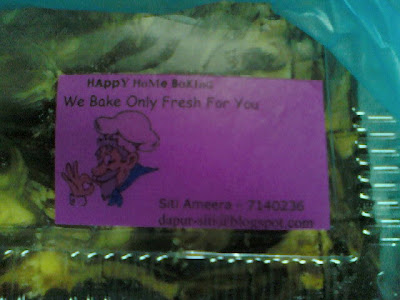 HAppY HoMe BaKInG
We Bake Only Fresh For You
Siti Ameera - 7140236
dapur-siti@blogspot.com